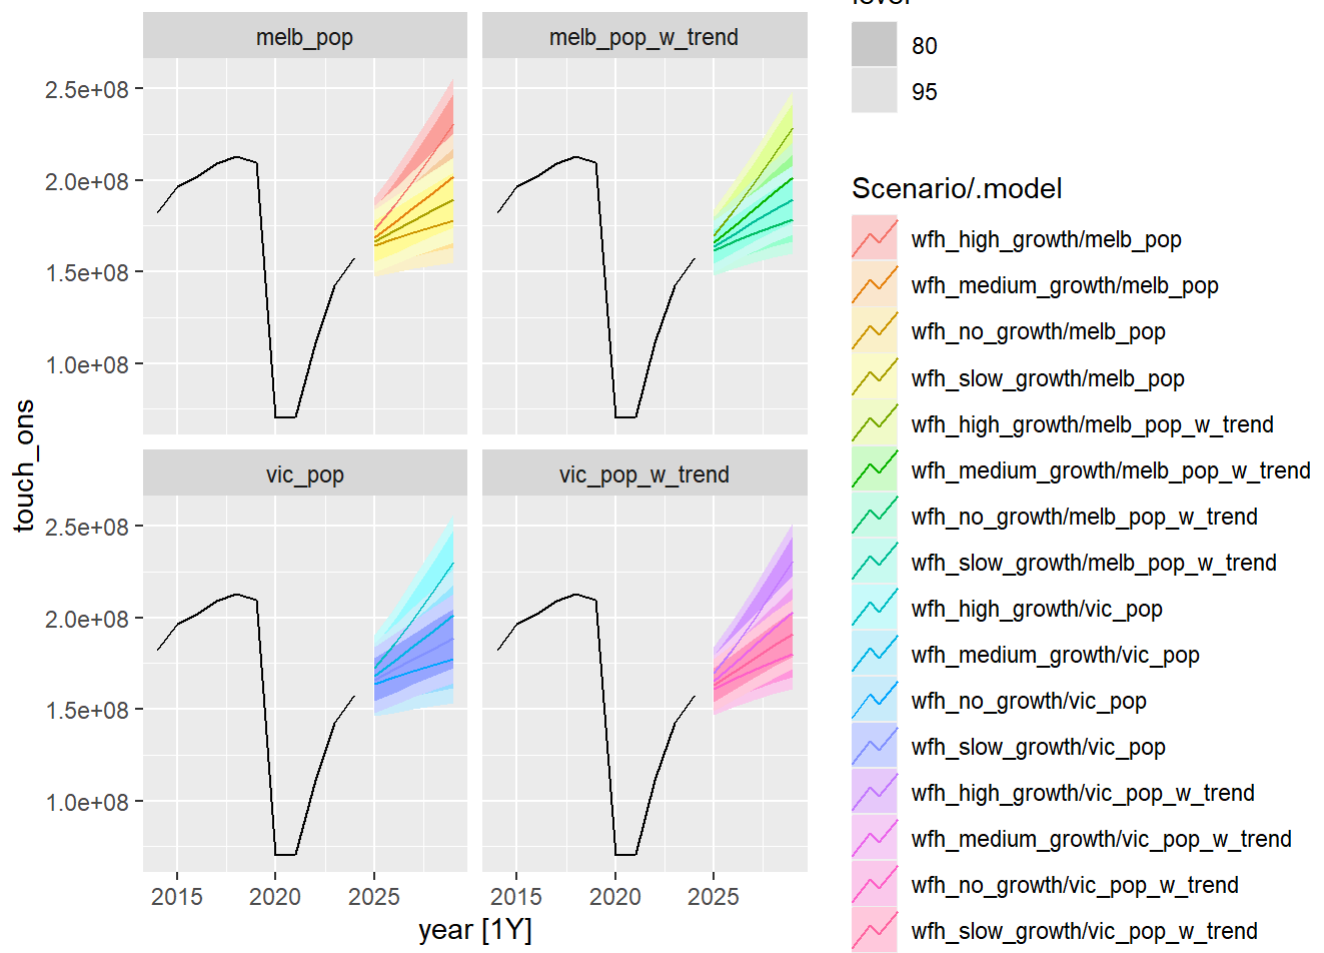 level
80
95
melb_pop
melb_pop_w_trend
2.5e+08
2.0e+08
1.5e+08
1.0e+08
vic_pop
vic_pop_w_trend
2.5e+08
2.0e+08
1.5e+08
1.0e+08
touch_ons
2015
2020
2025
2015
2020
2025
year [1Y]
Scenario/.model
wfh_high_growth/melb_pop
wfh_medium_growth/melb_pop
wfh_no_growth/melb_pop
wfh_slow_growth/melb_pop
wfh_high_growth/melb_pop_w_trend
wfh_medium_growth/melb_pop_w_trend
wfh_no_growth/melb_pop_w_trend
wfh_slow_growth/melb_pop_w_trend
wfh_high_growth/vic_pop
wfh_medium_growth/vic_pop
wfh_no_growth/vic_pop
wfh_slow_growth/vic_pop
wfh_high_growth/vic_pop_w_trend
wfh_medium_growth/vic_pop_w_trend
wfh_no_growth/vic_pop_w_trend
wfh_slow_growth/vic_pop_w_trend